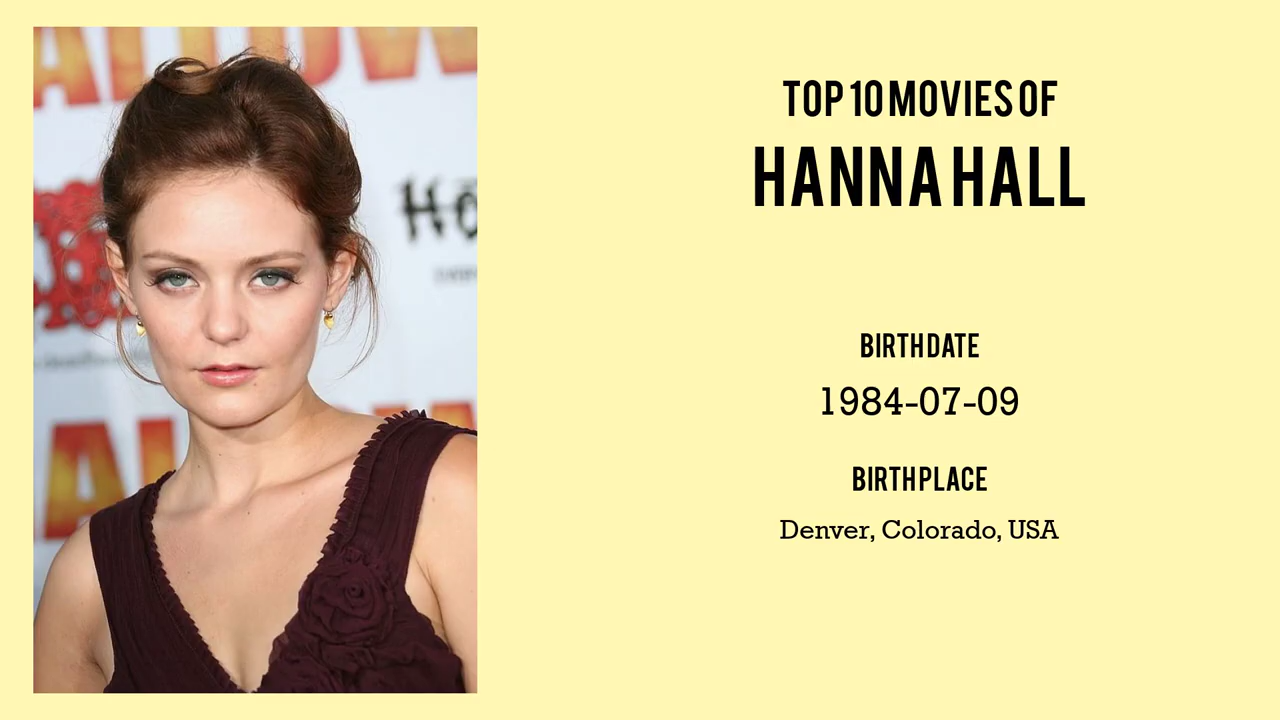 TOP 10 MOVIES OF
HANNA HALL
BIRTHDATE
1984-07-09
BIRTHPLACE
Denver, Colorado, USA